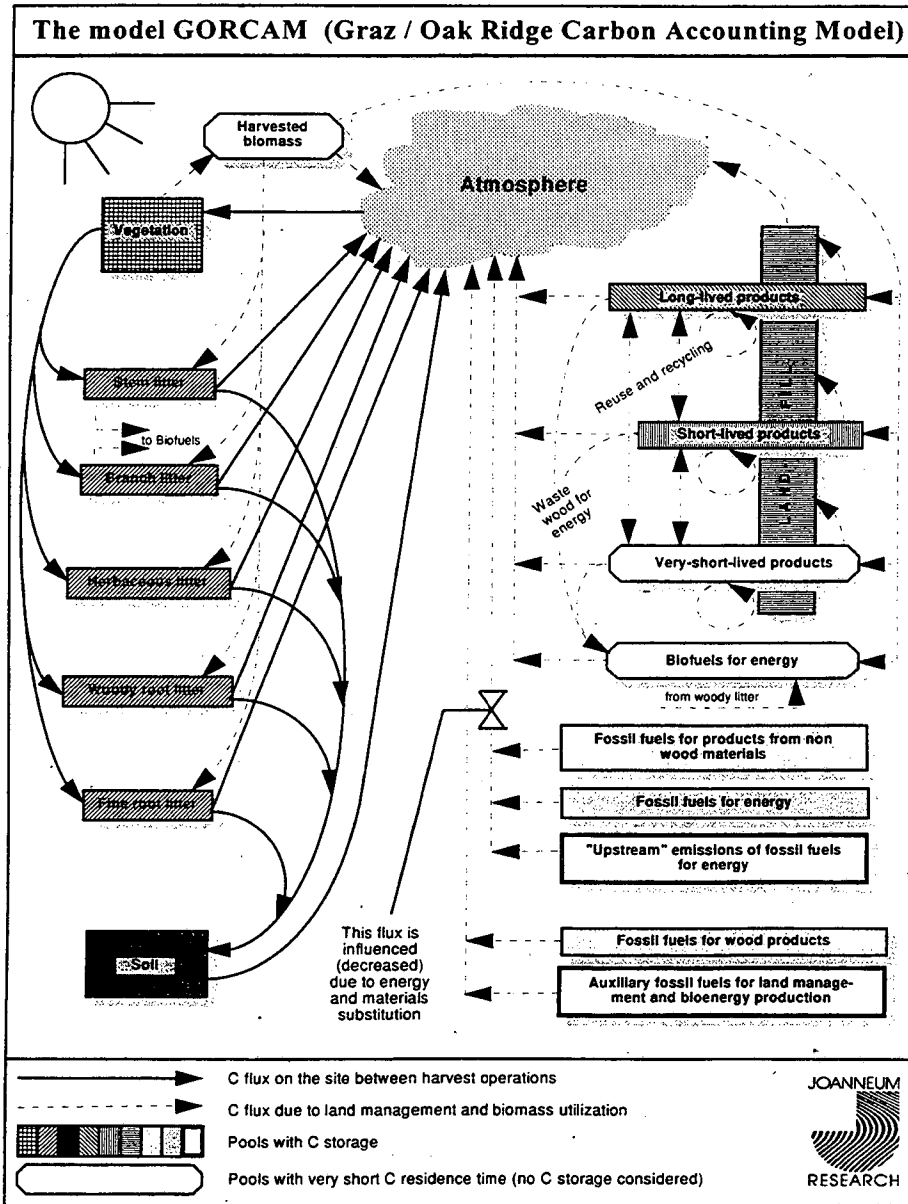 The model GORCAM (Graz / Oak Ridge Carbon Accounting Model)
Harvested
biomass
Atmosphere
Vegetation
Long-lived products
Stem litter
Reuse and recycling
FILL
to Biofuels
Short-lived products
Branch litter
Waste
wood for
energy
LAND-
Very-short-lived products
Herbaceous litter
Biofuels for energy
from woody litter
Woody root litter
Fossil fuels for products from non
wood materials
Fine root litter
Fossil fuels for energy
"Upstream" emissions of fossil fuels
for energy
This flux is
influenced
(decreased)
due to energy
and materials
substitution
Fossil fuels for wood products
Soil
Auxiliary fossil fuels for land manage-
ment and bioenergy production
C flux on the site between harvest operations
C flux due to land management and biomass utilization
Pools with C storage
Pools with very short C residence time (no C storage considered)
JOANNEUM
RESEARCH